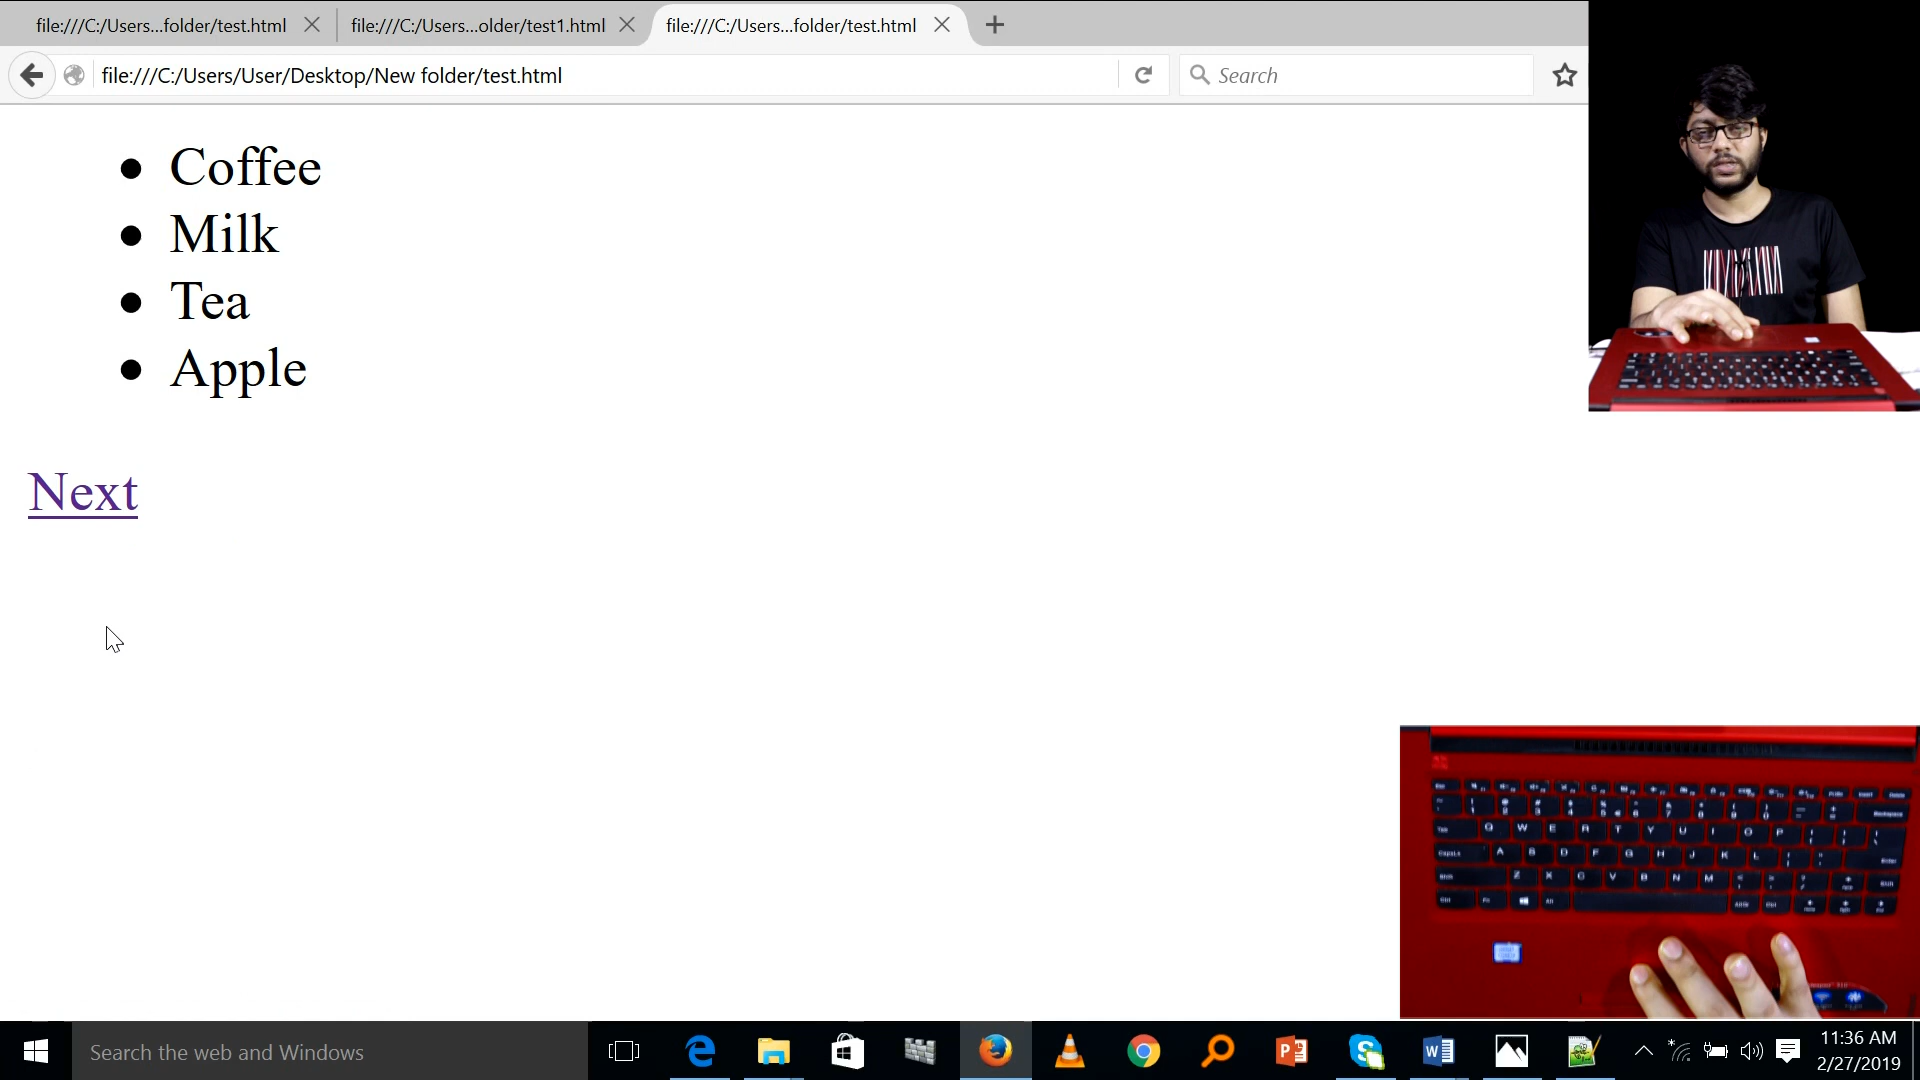 file:///C:/Users...folder/test.html
file:///C:/Users...older/test1.html
file:///C:/Users...folder/test.html
file:///C:/Users/User/Desktop/New folder/test.html
Search
Coffee
Milk
Tea
Apple
Next
Q W E R T Y U I O P
A S D F G H J K L
Z X C V B N M
Search the web and Windows
11:36 AM
2/27/2019